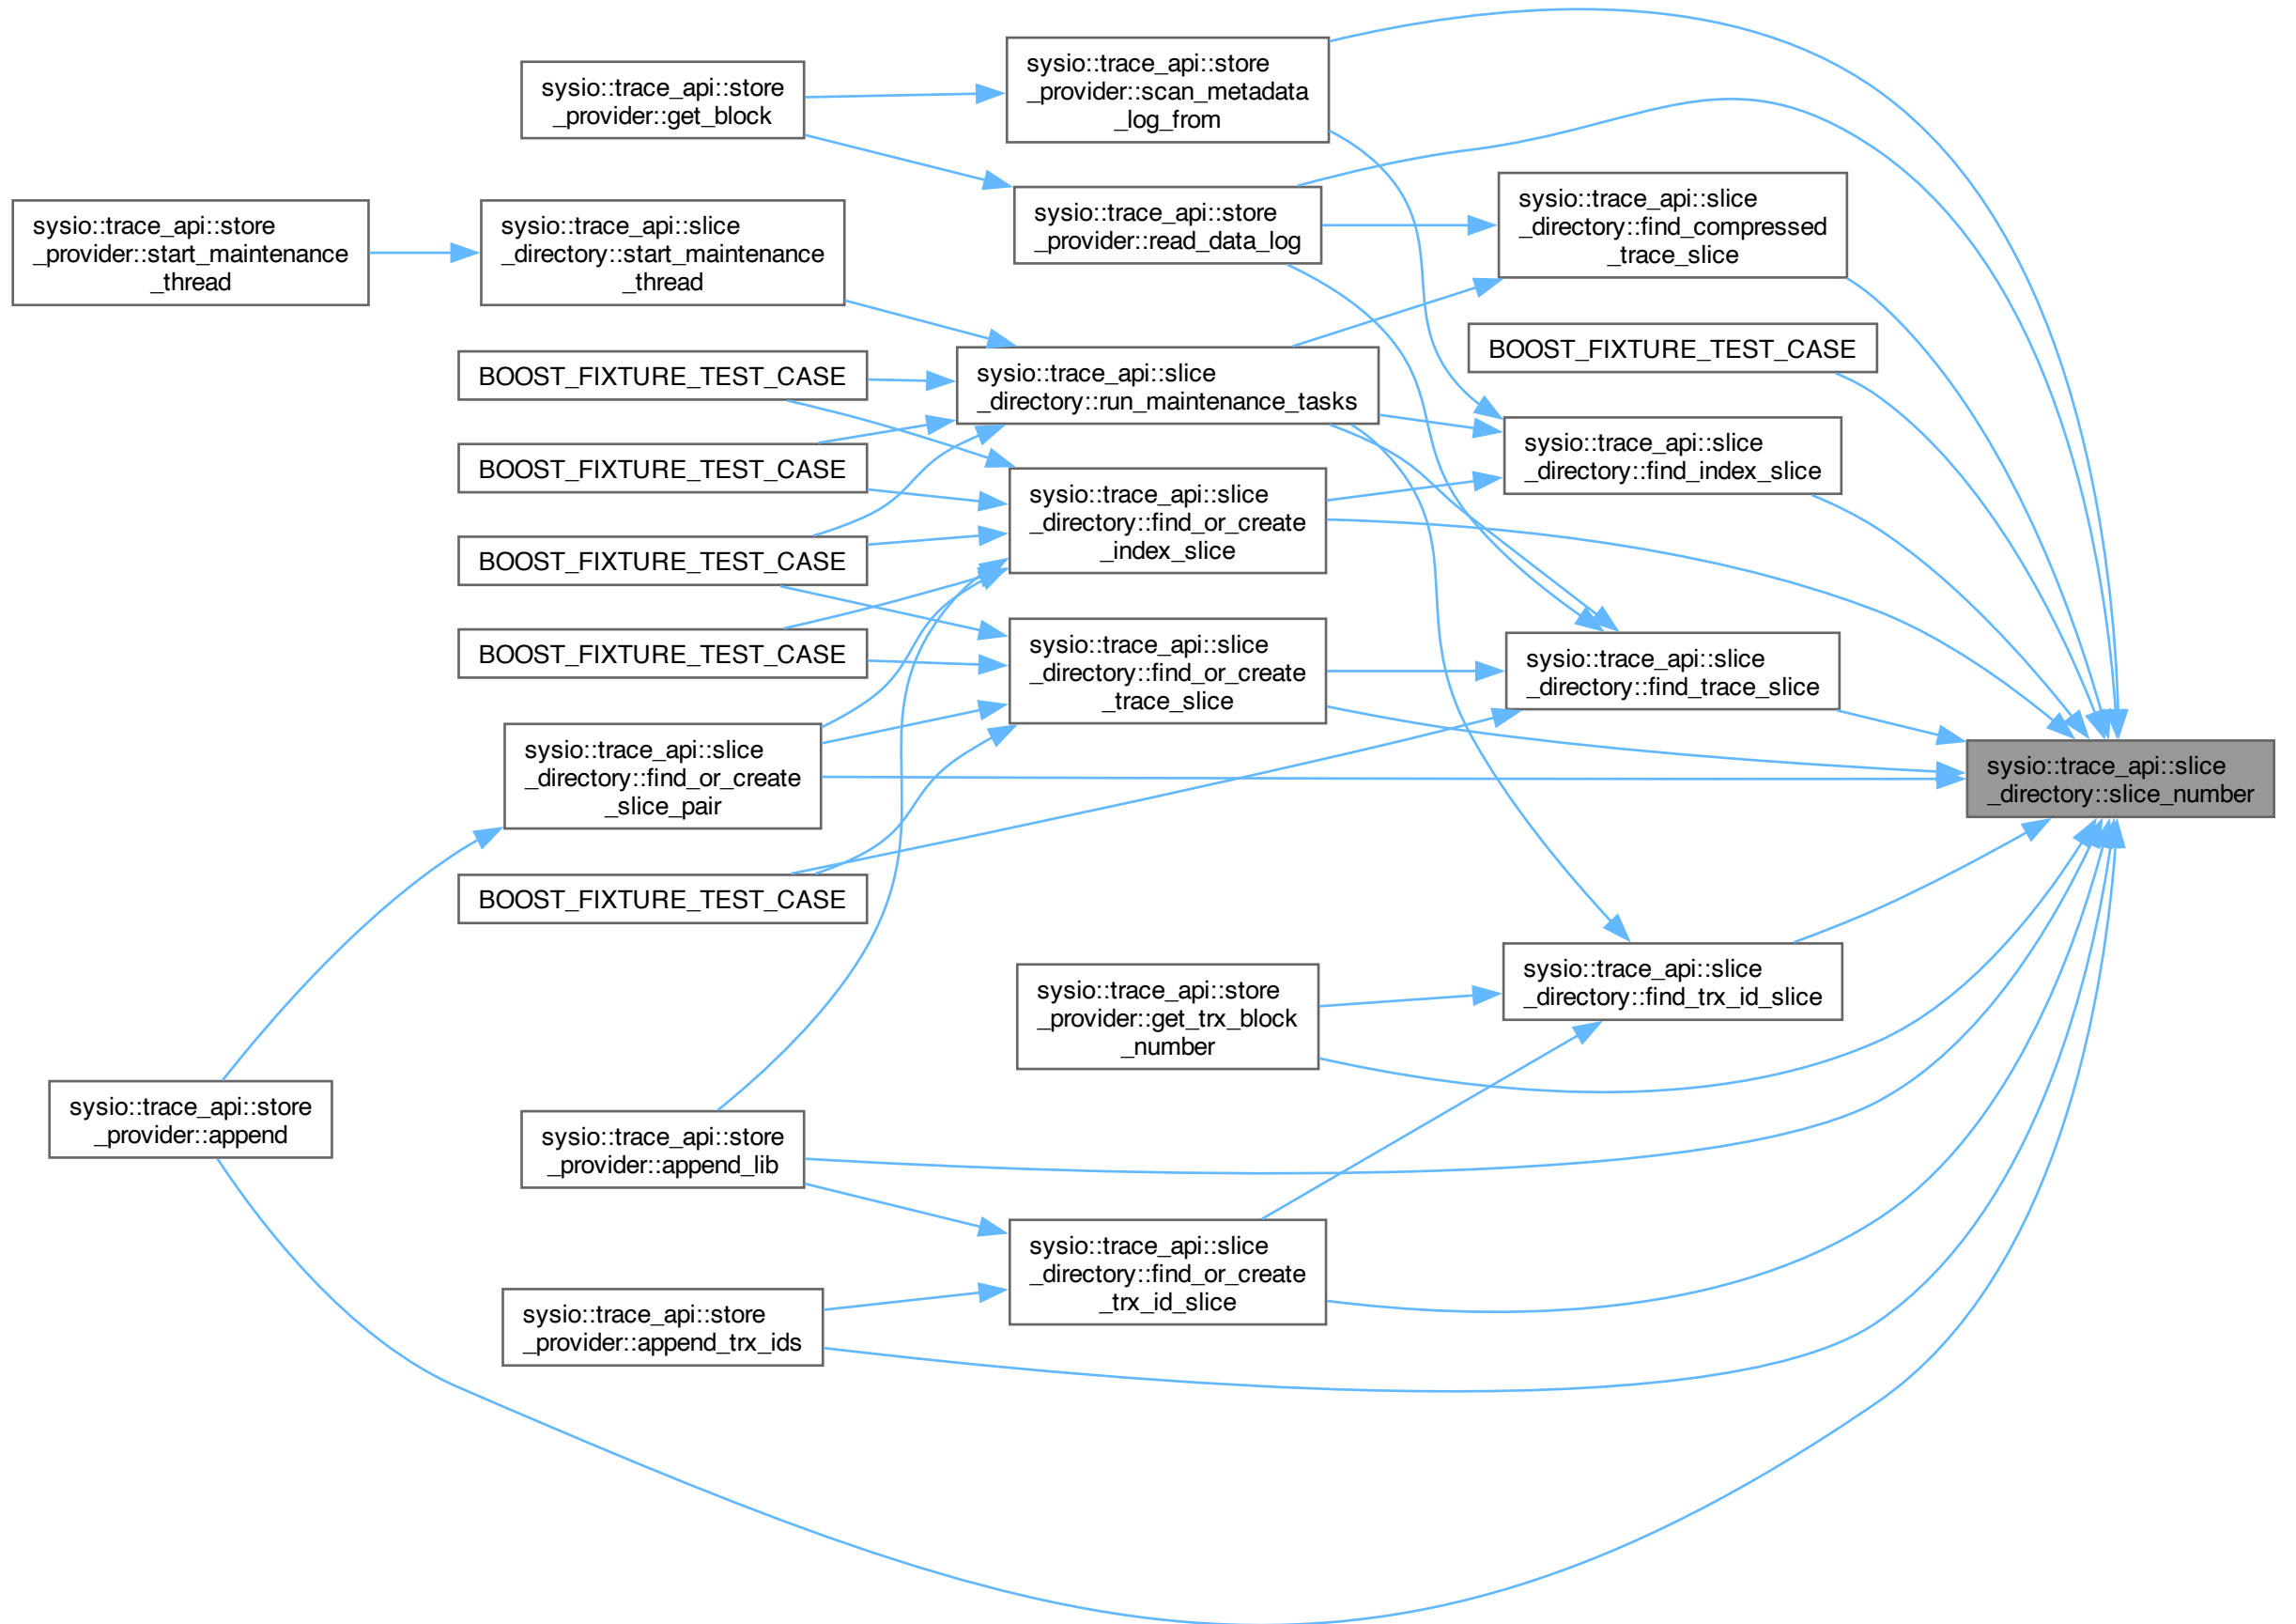 sysio::trace_api::store
_provider::scan_metadata
_log_from
sysio::trace_api::store
_provider::get_block
sysio::trace_api::slice
_directory::find_compressed
_trace_slice
sysio::trace_api::store
_provider::read_data_log
sysio::trace_api::store
_provider::start_maintenance
_thread
sysio::trace_api::slice
_directory::start_maintenance
_thread
BOOST_FIXTURE_TEST_CASE
BOOST_FIXTURE_TEST_CASE
sysio::trace_api::slice
_directory::run_maintenance_tasks
sysio::trace_api::slice
_directory::find_index_slice
BOOST_FIXTURE_TEST_CASE
sysio::trace_api::slice
_directory::find_or_create
_index_slice
BOOST_FIXTURE_TEST_CASE
BOOST_FIXTURE_TEST_CASE
sysio::trace_api::slice
_directory::find_or_create
_trace_slice
sysio::trace_api::slice
_directory::find_trace_slice
sysio::trace_api::slice
_directory::find_or_create
_slice_pair
sysio::trace_api::slice
_directory::slice_number
BOOST_FIXTURE_TEST_CASE
sysio::trace_api::slice
_directory::find_trx_id_slice
sysio::trace_api::store
_provider::get_trx_block
_number
sysio::trace_api::store
_provider::append
sysio::trace_api::store
_provider::append_lib
sysio::trace_api::slice
_directory::find_or_create
_trx_id_slice
sysio::trace_api::store
_provider::append_trx_ids